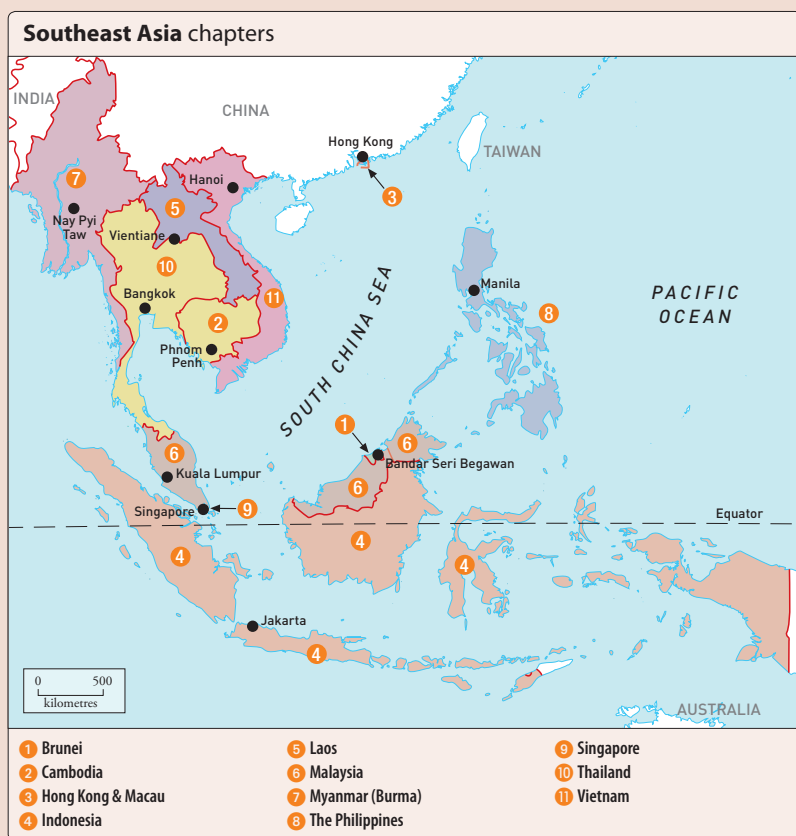 Southeast Asia chapters
INDIA
CHINA
Hong Kong
TAIWAN
3
7
Hanoi
5
Nay Pyi
Taw
Vientiane
10
Bangkok
11
2
Phnom
Penh
Manila
8
PACIFIC
OCEAN
SOUTH CHINA SEA
1
6
6
Bandar Seri Begawan
Kuala Lumpur
6
Singapore
9
Equator
4
4
4
Jakarta
4
0 500
kilometres
AUSTRALIA
1 Brunei
2 Cambodia
3 Hong Kong & Macau
4 Indonesia
5 Laos
6 Malaysia
7 Myanmar (Burma)
8 The Philippines
9 Singapore
10 Thailand
11 Vietnam